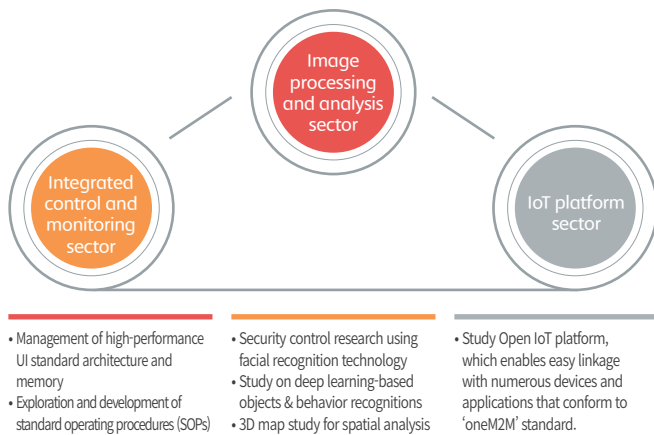 Image
processing
and analysis
sector
Integrated
control and
monitoring
sector
IoT platform
sector
• Management of high-performance
UI standard architecture and
memory
• Exploration and development of
standard operating procedures (SOPs)
• Security control research using
facial recognition technology
• Study on deep learning-based
objects & behavior recognitions
• 3D map study for spatial analysis
• Study Open IoT platform,
which enables easy linkage
with numerous devices and
applications that conform to
‘oneM2M’ standard.